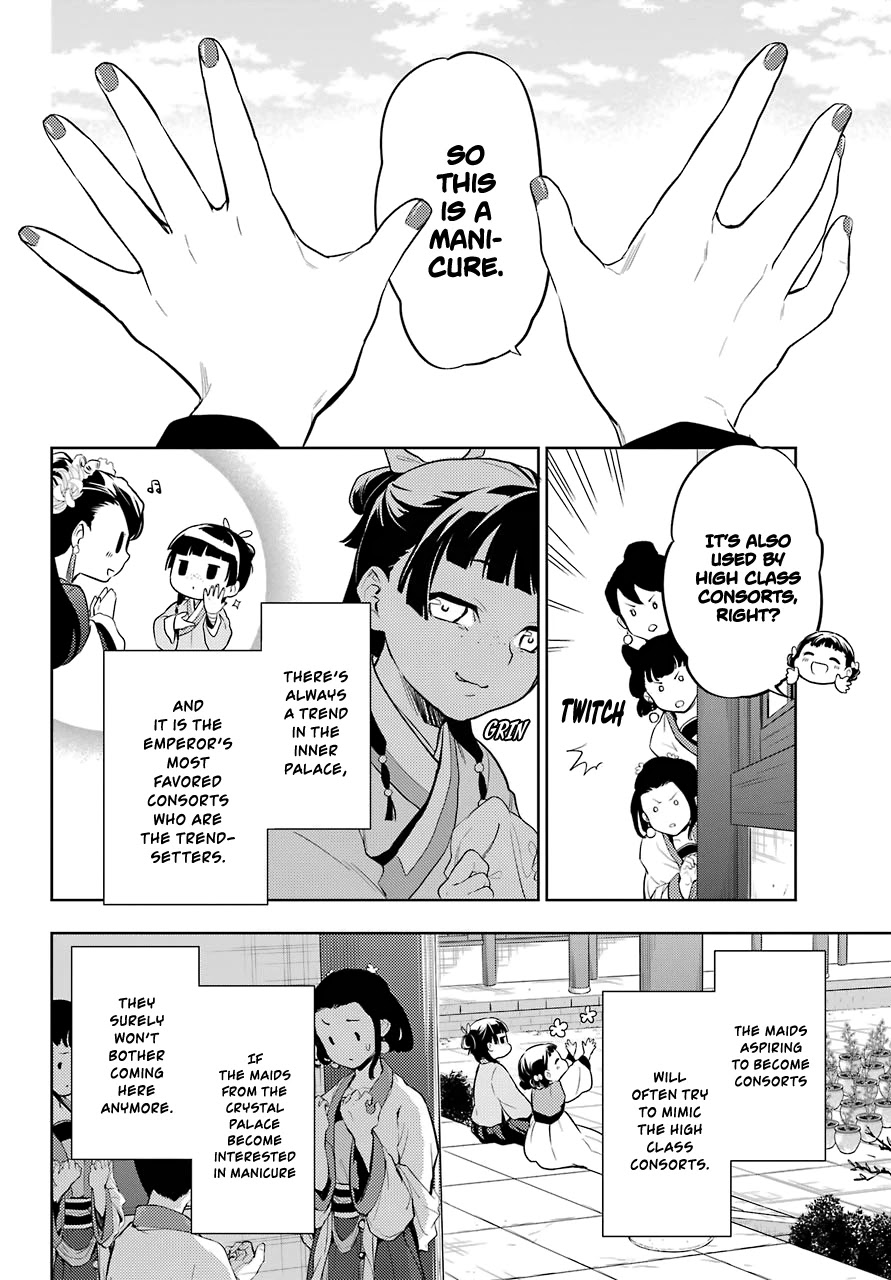 SO
THIS
IS A
MANI-
CURE.
IT'S ALSO
USED BY
HIGH CLASS
CONSORTS,
RIGHT?
TWITCH
GRIN
THERE'S
ALWAYS
A TREND
IN THE
INNER
PALACE,
AND
IT IS THE
EMPEROR'S
MOST
FAVORED
CONSORTS
WHO ARE
THE TREND-
SETTERS.
THE MAIDS
ASPIRING
TO BECOME
CONSORTS
WILL
OFTEN TRY
TO MIMIC
THE HIGH
CLASS
CONSORTS.
IF
THE MAIDS
FROM THE
CRYSTAL
PALACE
BECOME
INTERESTED
IN MANICURE
THEY
SURELY
WON'T
BOTHER
COMING
HERE
ANYMORE.